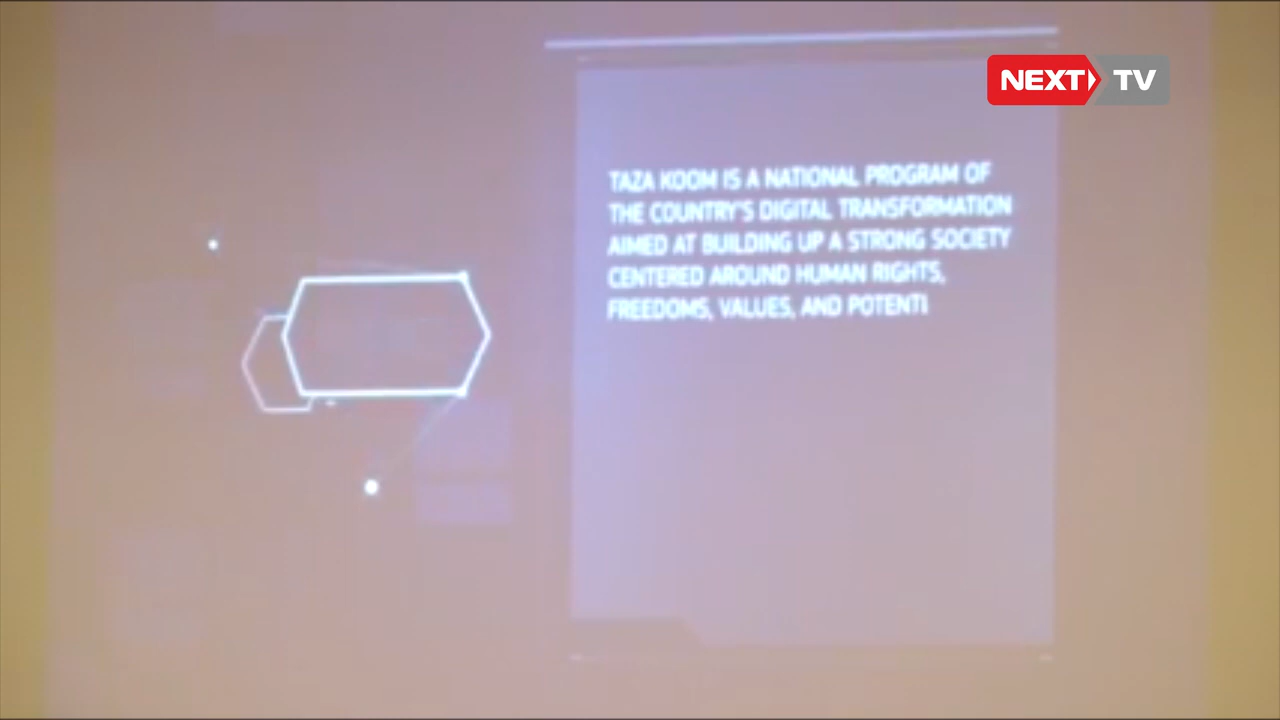 NEXT TV
TAZA KOOM IS A NATIONAL PROGRAM OF
THE COUNTRY'S DIGITAL TRANSFORMATION
AIMED AT BUILDING UP A STRONG SOCIETY
CENTERED AROUND HUMAN RIGHTS,
FREEDOMS, VALUES, AND POTENTI